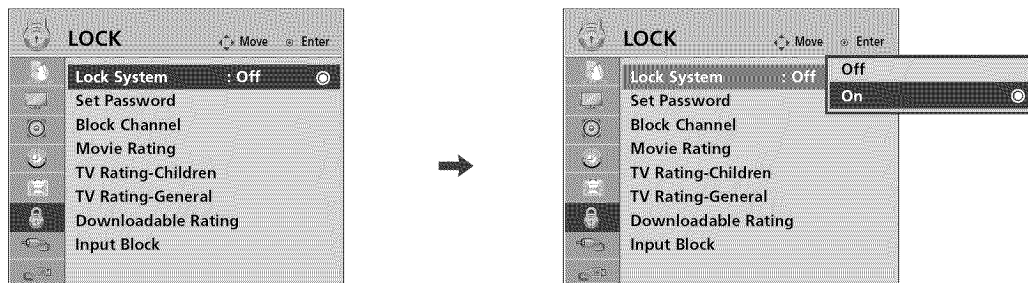 LOCK Move Enter
Lock System : Off
Set Password
Block Channel
Movie Rating
TV Rating-Children
TV Rating-General
Downloadable Rating
Input Block
LOCK Move Enter
Lock System : Off
Off
On
Set Password
Block Channel
Movie Rating
TV Rating-Children
TV Rating-General
Downloadable Rating
Input Block